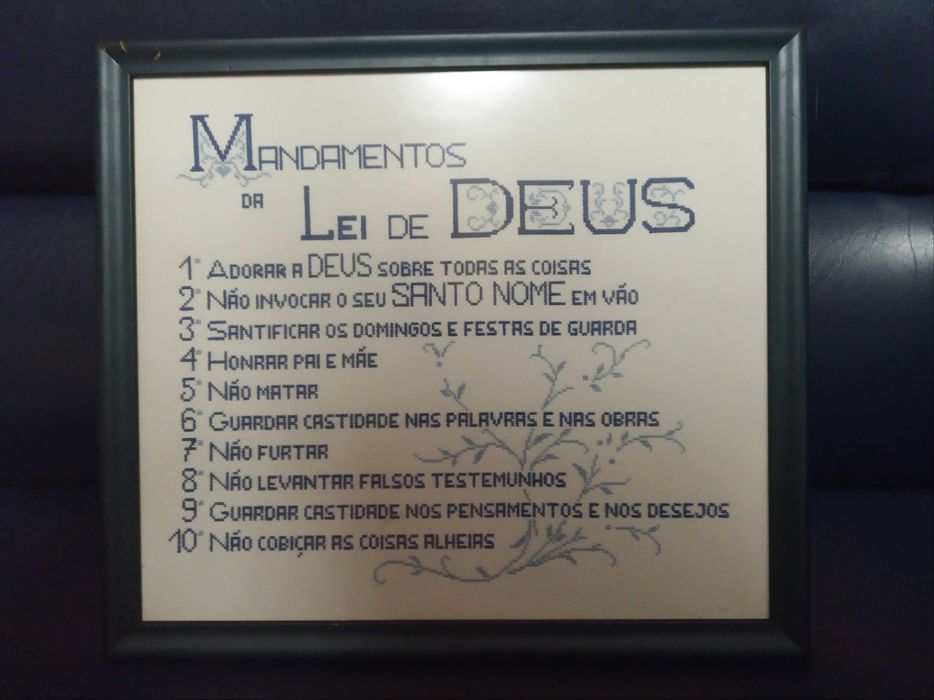 MANDAMENTOS
DA LEI DE DEUS
1º ADORAR A DEUS SOBRE TODAS AS COISAS
2º NÃO INVOCAR O SEU SANTO NOME EM VÃO
3º SANTIFICAR OS DOMINGOS E FESTAS DE GUARDA
4º HONRAR PAI E MÃE
5º NÃO MATAR
6º GUARDAR CASTIDADE NAS PALAVRAS E NAS OBRAS
7º NÃO FURTAR
8º NÃO LEVANTAR FALSOS TESTEMUNHOS
9º GUARDAR CASTIDADE NOS PENSAMENTOS E NOS DESEJOS
10º NÃO COBIÇAR AS COISAS ALHEIAS